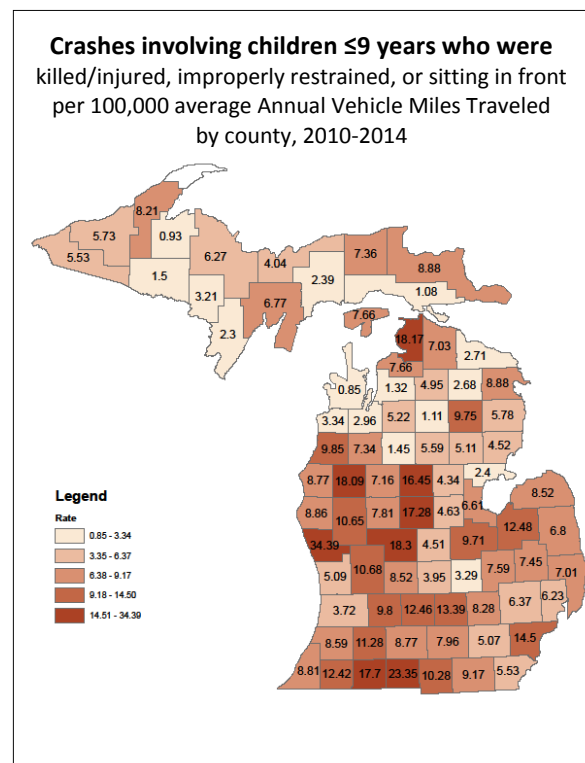 Crashes involving children ≤9 years who were
killed/injured, improperly restrained, or sitting in front
per 100,000 average Annual Vehicle Miles Traveled
by county, 2010-2014
8.21
5.73 0.93
5.53 6.27 4.04 7.36
1.5 2.39 8.88
3.21 6.77 1.08
2.3 7.66 18.17 7.03
7.66 2.71
0.85 1.32 4.95 2.68 8.88
3.34 2.96 5.22 1.11 9.75 5.78
9.85 7.34 1.45 5.59 5.11 4.52
8.77 18.09 7.16 16.45 4.34 2.4
8.86 10.65 7.81 17.28 4.63 6.61 8.52
34.39 18.3 4.51 9.71 12.48 6.8
5.09 10.68 8.52 3.95 3.29 7.59 7.45 7.01
3.72 9.8 12.46 13.39 8.28 6.37 6.23
8.59 11.28 8.77 7.96 5.07 14.5
8.81 12.42 17.7 23.35 10.28 9.17 5.53
Legend
Rate
0.85 - 3.34
3.35 - 6.37
6.38 - 9.17
9.18 - 14.50
14.51 - 34.39